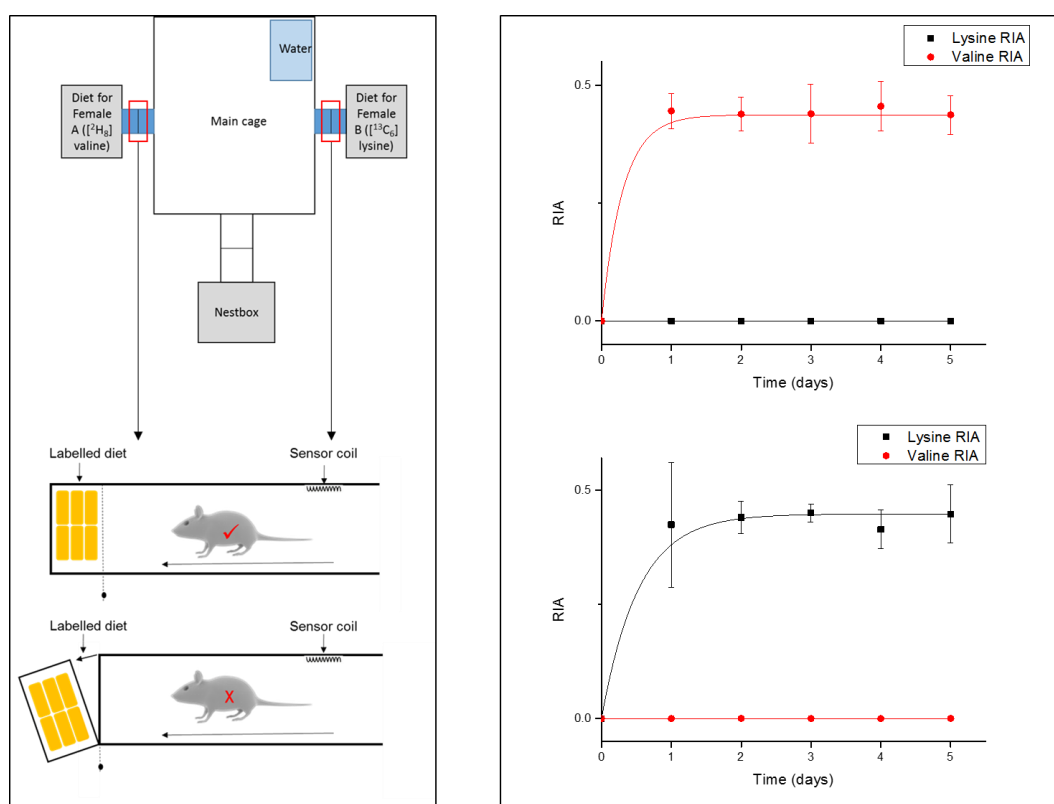 Water
Diet for
Female
A ([²H₈]
valine)
Main cage
Diet for
Female
B ([¹³C₆]
lysine)
Nestbox
Labelled diet
Sensor coil
✓
Labelled diet
Sensor coil
X
Lysine RIA
Valine RIA
0.5
RIA
0.0
0 1 2 3 4 5
Time (days)
Lysine RIA
Valine RIA
0.5
RIA
0.0
0 1 2 3 4 5
Time (days)